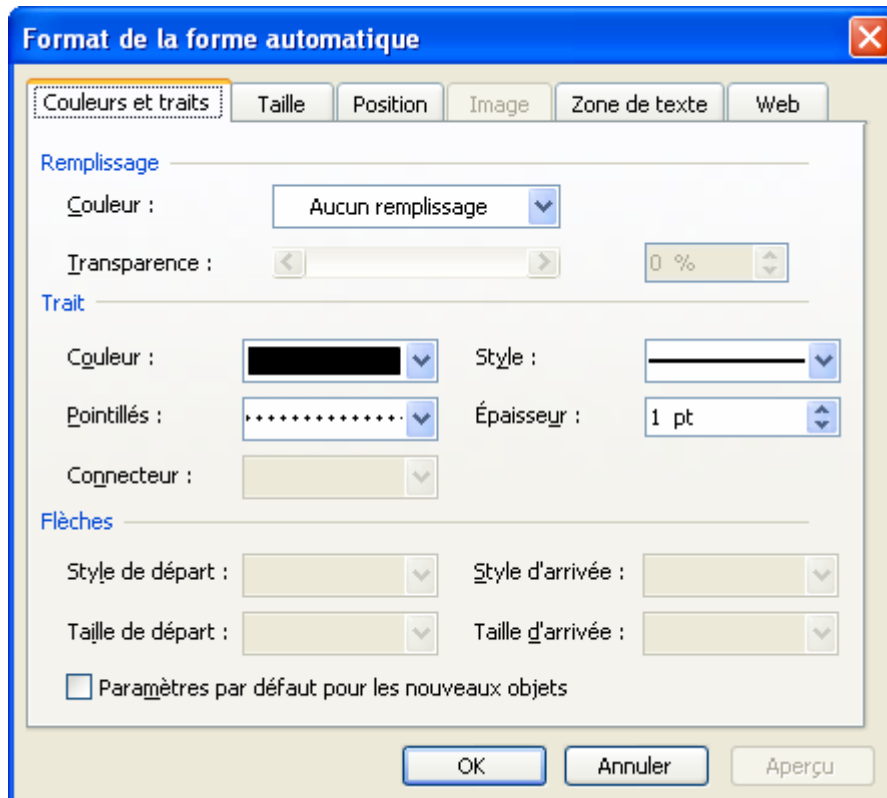 Format de la forme automatique
Couleurs et traits Taille Position Image Zone de texte Web
Remplissage
Couleur : Aucun remplissage
Transparence : 0 %
Trait
Couleur : Style :
Pointillés : Épaisseur : 1 pt
Connecteur :
Flèches
Style de départ : Style d'arrivée :
Taille de départ : Taille d'arrivée :
Paramètres par défaut pour les nouveaux objets
OK Annuler Aperçu